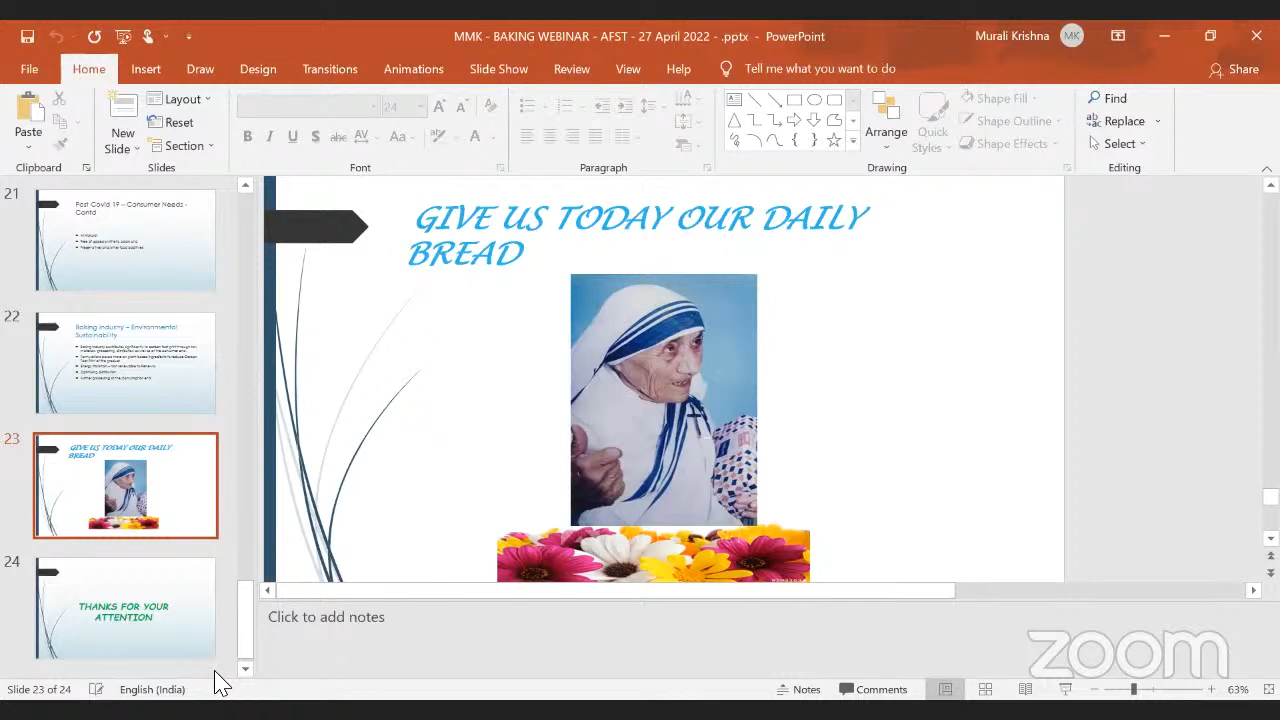 MMK - BAKING WEBINAR - AFST - 27 April 2022 - .pptx - PowerPoint
Murali Krishna
MK
File
Home
Insert
Draw
Design
Transitions
Animations
Slide Show
Review
View
Help
Tell me what you want to do
Share
Paste
Clipboard
New
Slide
Layout
Reset
Section
Slides
24
B I U S abc AV Aa A
Font
Paragraph
Arrange
Quick
Styles
Shape Fill
Shape Outline
Shape Effects
Drawing
Find
Replace
Select
Editing
21
Post Covid 19 – Consumer Needs -
Contd
22
Baking Industry – Environmental
Sustainability
23
GIVE US TODAY OUR DAILY
BREAD
24
THANKS FOR YOUR
ATTENTION
GIVE US TODAY OUR DAILY
BREAD
Click to add notes
zoom
Slide 23 of 24
English (India)
Notes
Comments
63%